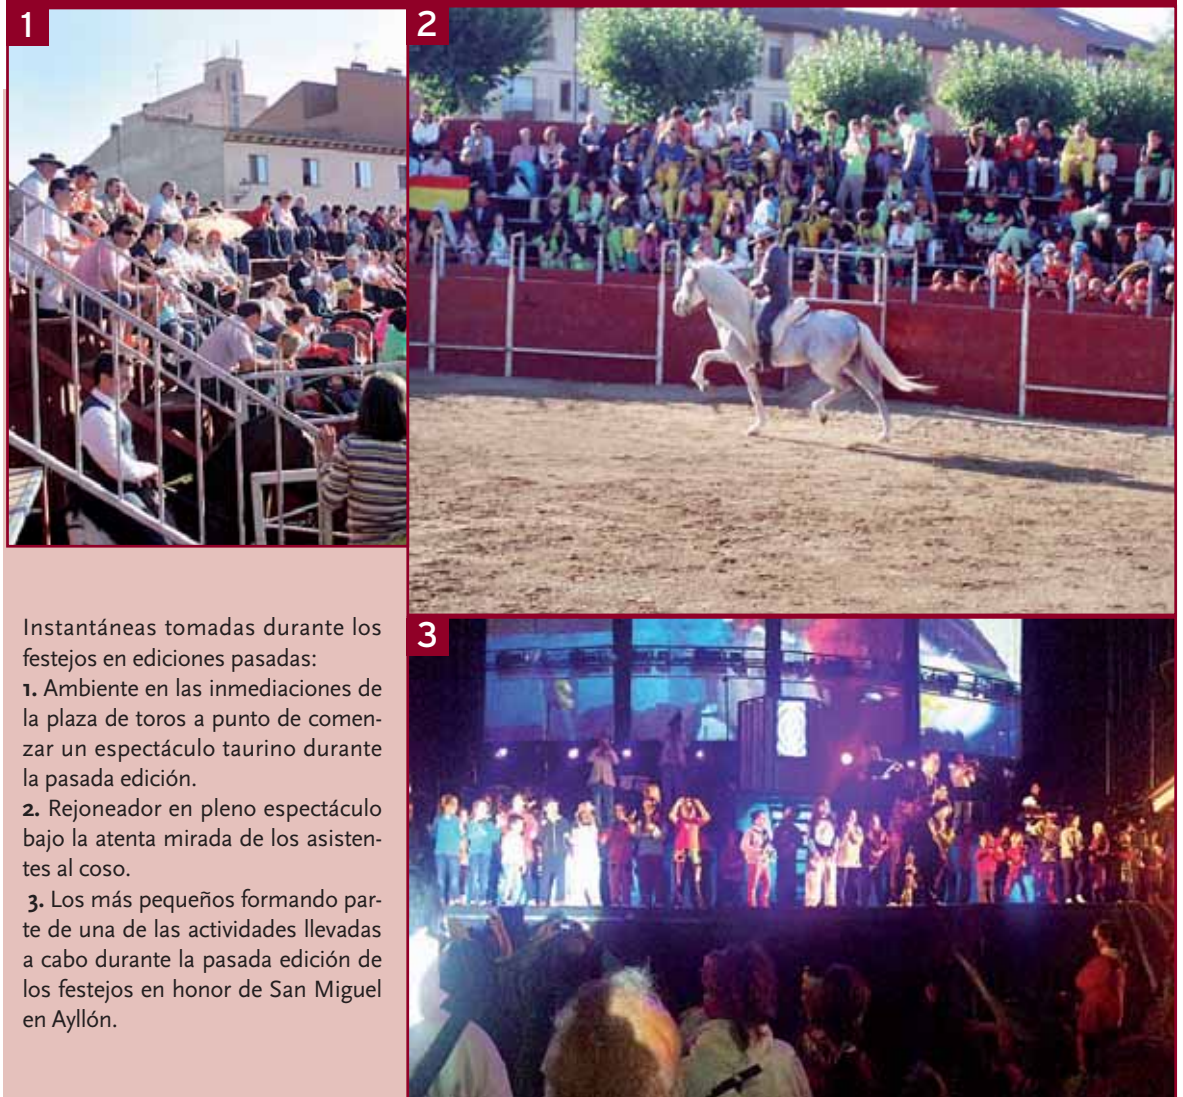 1
2
Instantáneas tomadas durante los
festejos en ediciones pasadas:
1. Ambiente en las inmediaciones de
la plaza de toros a punto de comen-
zar un espectáculo taurino durante
la pasada edición.
2. Rejoneador en pleno espectáculo
bajo la atenta mirada de los asisten-
tes al coso.
3. Los más pequeños formando par-
te de una de las actividades llevadas
a cabo durante la pasada edición de
los festejos en honor de San Miguel
en Ayllón.
3